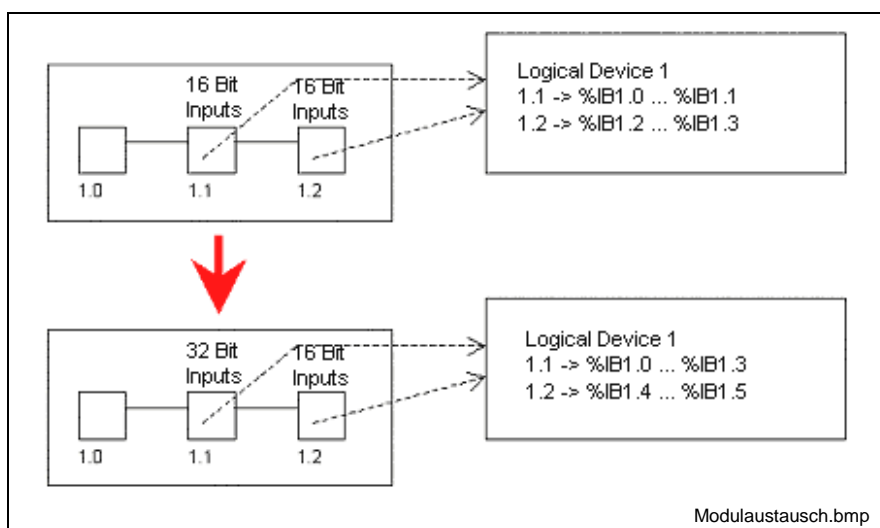 16 Bit
Inputs
16 Bit
Inputs
1.0
1.1
1.2
Logical Device 1
1.1 -> %IB1.0 ... %IB1.1
1.2 -> %IB1.2 ... %IB1.3
32 Bit
Inputs
16 Bit
Inputs
1.0
1.1
1.2
Logical Device 1
1.1 -> %IB1.0 ... %IB1.3
1.2 -> %IB1.4 ... %IB1.5
Modulaustausch.bmp